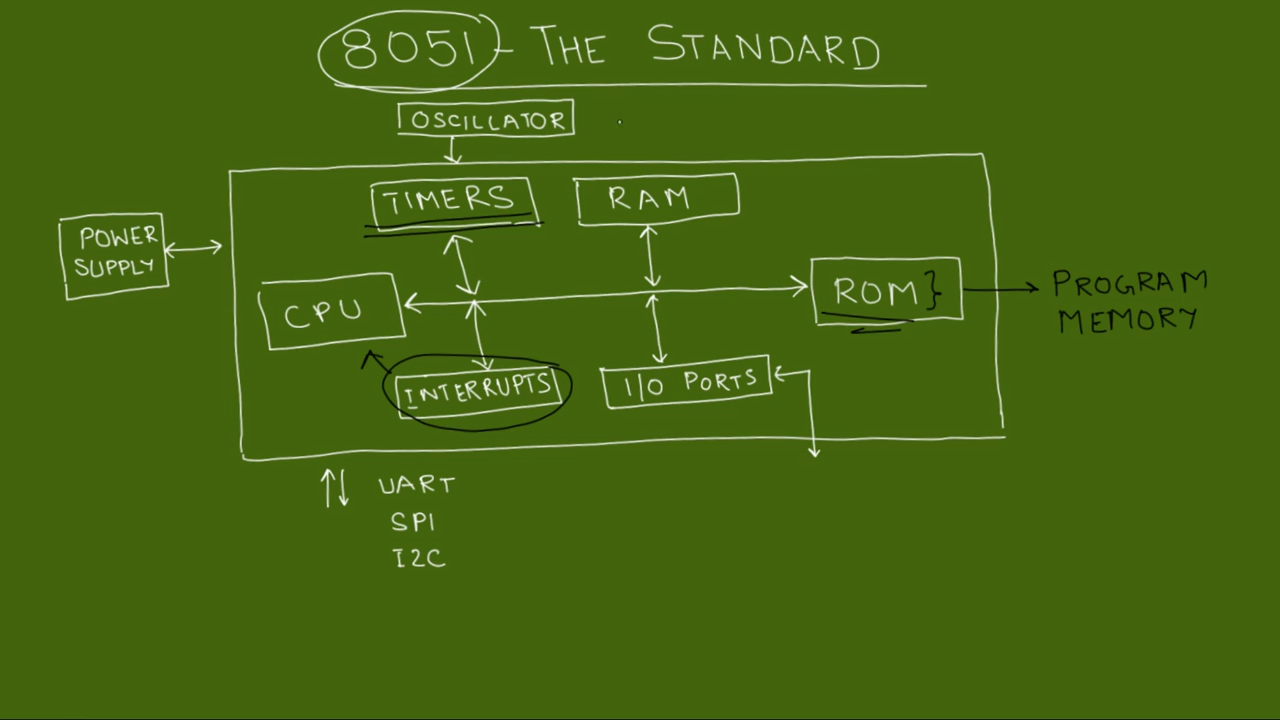 8051 - THE STANDARD
OSCILLATOR
TIMERS
RAM
POWER
SUPPLY
CPU
ROM}
PROGRAM
MEMORY
INTERRUPTS
I/O PORTS
UART
SPI
I2C